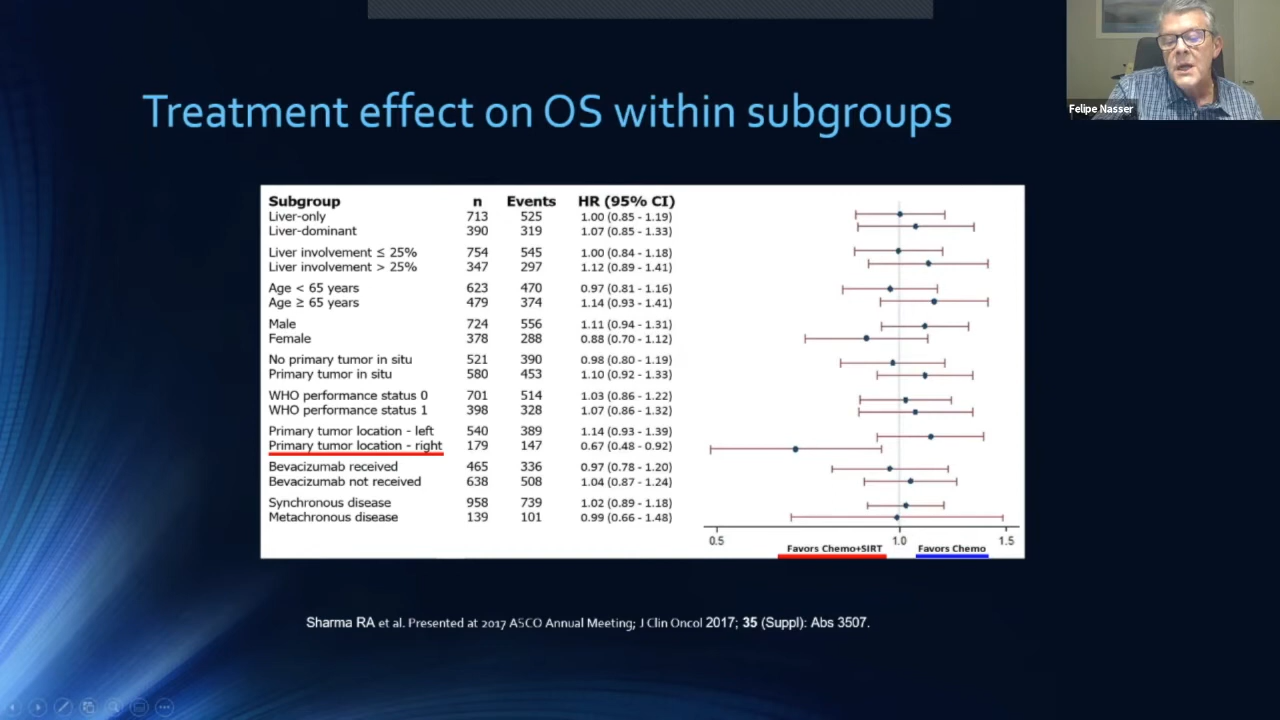 Felipe Nasser
Treatment effect on OS within subgroups
Subgroup n Events HR (95% CI)
Liver-only 713 525 1.00 (0.85 - 1.19)
Liver-dominant 390 319 1.07 (0.85 - 1.33)
Liver involvement ≤ 25% 754 545 1.00 (0.84 - 1.18)
Liver involvement > 25% 347 297 1.12 (0.89 - 1.41)
Age < 65 years 623 470 0.97 (0.81 - 1.16)
Age ≥ 65 years 479 374 1.14 (0.93 - 1.41)
Male 724 556 1.11 (0.94 - 1.31)
Female 378 288 0.88 (0.70 - 1.12)
No primary tumor in situ 521 390 0.98 (0.80 - 1.19)
Primary tumor in situ 580 453 1.10 (0.92 - 1.33)
WHO performance status 0 701 514 1.03 (0.86 - 1.22)
WHO performance status 1 398 328 1.07 (0.86 - 1.32)
Primary tumor location - left 540 389 1.14 (0.93 - 1.39)
Primary tumor location - right 179 147 0.67 (0.48 - 0.92)
Bevacizumab received 465 336 0.97 (0.78 - 1.20)
Bevacizumab not received 638 508 1.04 (0.87 - 1.24)
Synchronous disease 958 739 1.02 (0.89 - 1.18)
Metachronous disease 139 101 0.99 (0.66 - 1.48)
0.5 1.0 1.5
Favors Chemo+SIRT Favors Chemo
Sharma RA et al. Presented at 2017 ASCO Annual Meeting; J Clin Oncol 2017; 35 (Suppl): Abs 3507.